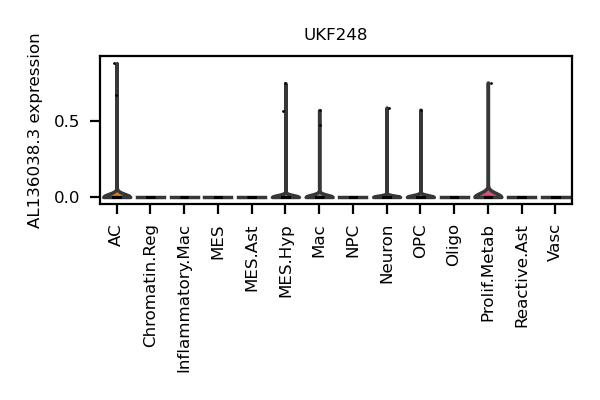 UKF248
AL136038.3 expression
0.5
0.0
AC
Chromatin.Reg
Inflammatory.Mac
MES
MES.Ast
MES.Hyp
Mac
NPC
Neuron
OPC
Oligo
Prolif.Metab
Reactive.Ast
Vasc